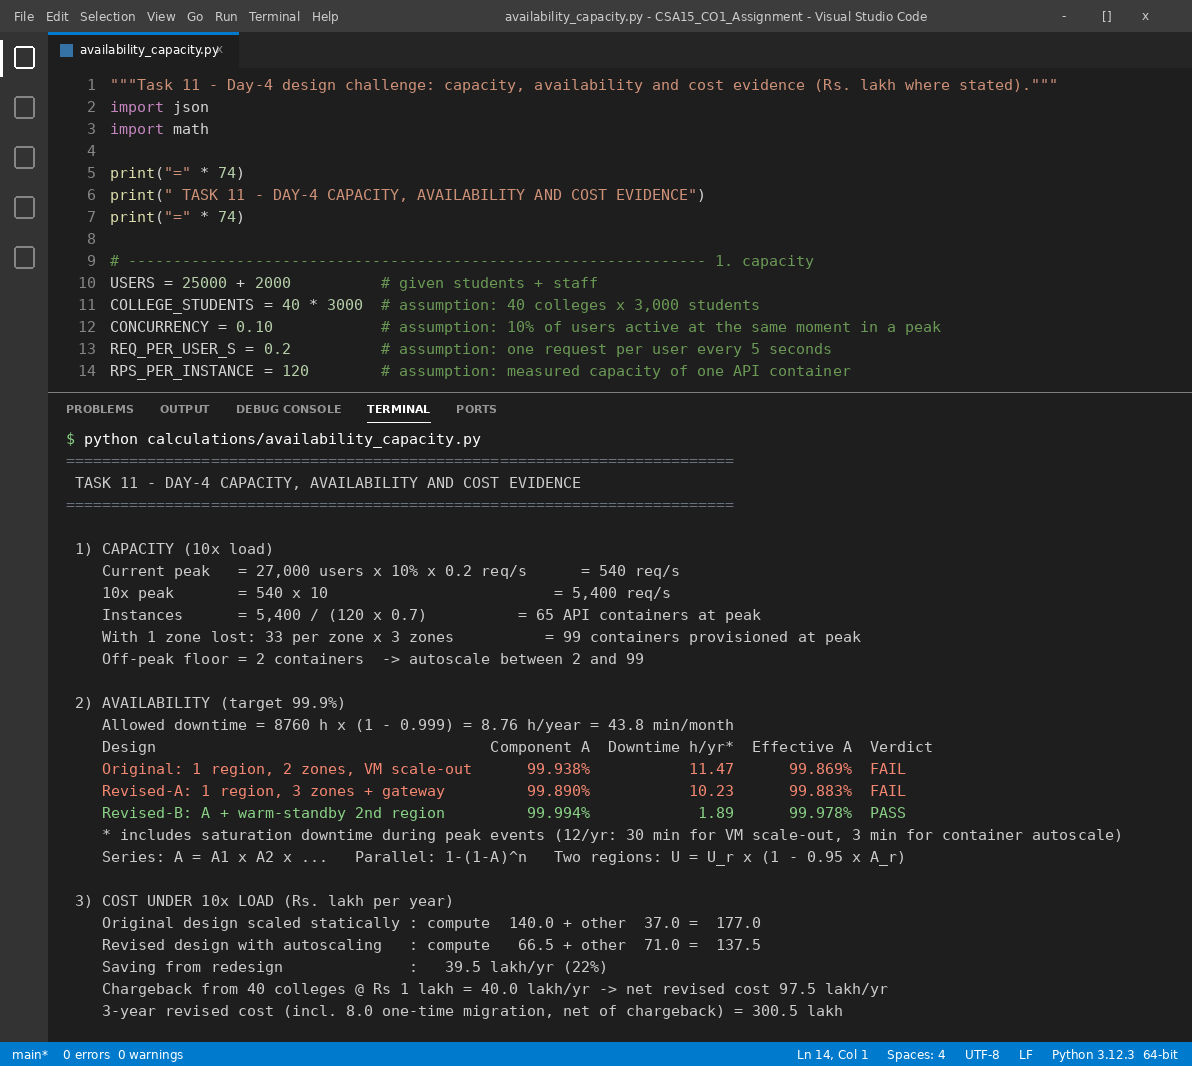 File Edit Selection View Go Run Terminal Help availability_capacity.py - CSA15_CO1_Assignment - Visual Studio Code - [] x
availability_capacity.py x
1 """Task 11 - Day-4 design challenge: capacity, availability and cost evidence (Rs. lakh where stated)."""
2 import json
3 import math
4
5 print("=" * 74)
6 print(" TASK 11 - DAY-4 CAPACITY, AVAILABILITY AND COST EVIDENCE")
7 print("=" * 74)
8
9 # ---------------------------------------------------------------- 1. capacity
10 USERS = 25000 + 2000          # given students + staff
11 COLLEGE_STUDENTS = 40 * 3000  # assumption: 40 colleges x 3,000 students
12 CONCURRENCY = 0.10            # assumption: 10% of users active at the same moment in a peak
13 REQ_PER_USER_S = 0.2          # assumption: one request per user every 5 seconds
14 RPS_PER_INSTANCE = 120        # assumption: measured capacity of one API container
PROBLEMS OUTPUT DEBUG CONSOLE TERMINAL PORTS
$ python calculations/availability_capacity.py
==========================================================================
TASK 11 - DAY-4 CAPACITY, AVAILABILITY AND COST EVIDENCE
==========================================================================
1) CAPACITY (10x load)
Current peak   = 27,000 users x 10% x 0.2 req/s      = 540 req/s
10x peak       = 540 x 10                         = 5,400 req/s
Instances      = 5,400 / (120 x 0.7)          = 65 API containers at peak
With 1 zone lost: 33 per zone x 3 zones          = 99 containers provisioned at peak
Off-peak floor = 2 containers  -> autoscale between 2 and 99
2) AVAILABILITY (target 99.9%)
Allowed downtime = 8760 h x (1 - 0.999) = 8.76 h/year = 43.8 min/month
Design                                     Component A  Downtime h/yr*  Effective A  Verdict
Original: 1 region, 2 zones, VM scale-out      99.938%           11.47      99.869%  FAIL
Revised-A: 1 region, 3 zones + gateway         99.890%           10.23      99.883%  FAIL
Revised-B: A + warm-standby 2nd region         99.994%            1.89      99.978%  PASS
* includes saturation downtime during peak events (12/yr: 30 min for VM scale-out, 3 min for container autoscale)
Series: A = A1 x A2 x ...   Parallel: 1-(1-A)^n   Two regions: U = U_r x (1 - 0.95 x A_r)
3) COST UNDER 10x LOAD (Rs. lakh per year)
Original design scaled statically : compute  140.0 + other  37.0 =  177.0
Revised design with autoscaling   : compute   66.5 + other  71.0 =  137.5
Saving from redesign              :   39.5 lakh/yr (22%)
Chargeback from 40 colleges @ Rs 1 lakh = 40.0 lakh/yr -> net revised cost 97.5 lakh/yr
3-year revised cost (incl. 8.0 one-time migration, net of chargeback) = 300.5 lakh
main* 0 errors 0 warnings Ln 14, Col 1 Spaces: 4 UTF-8 LF Python 3.12.3 64-bit